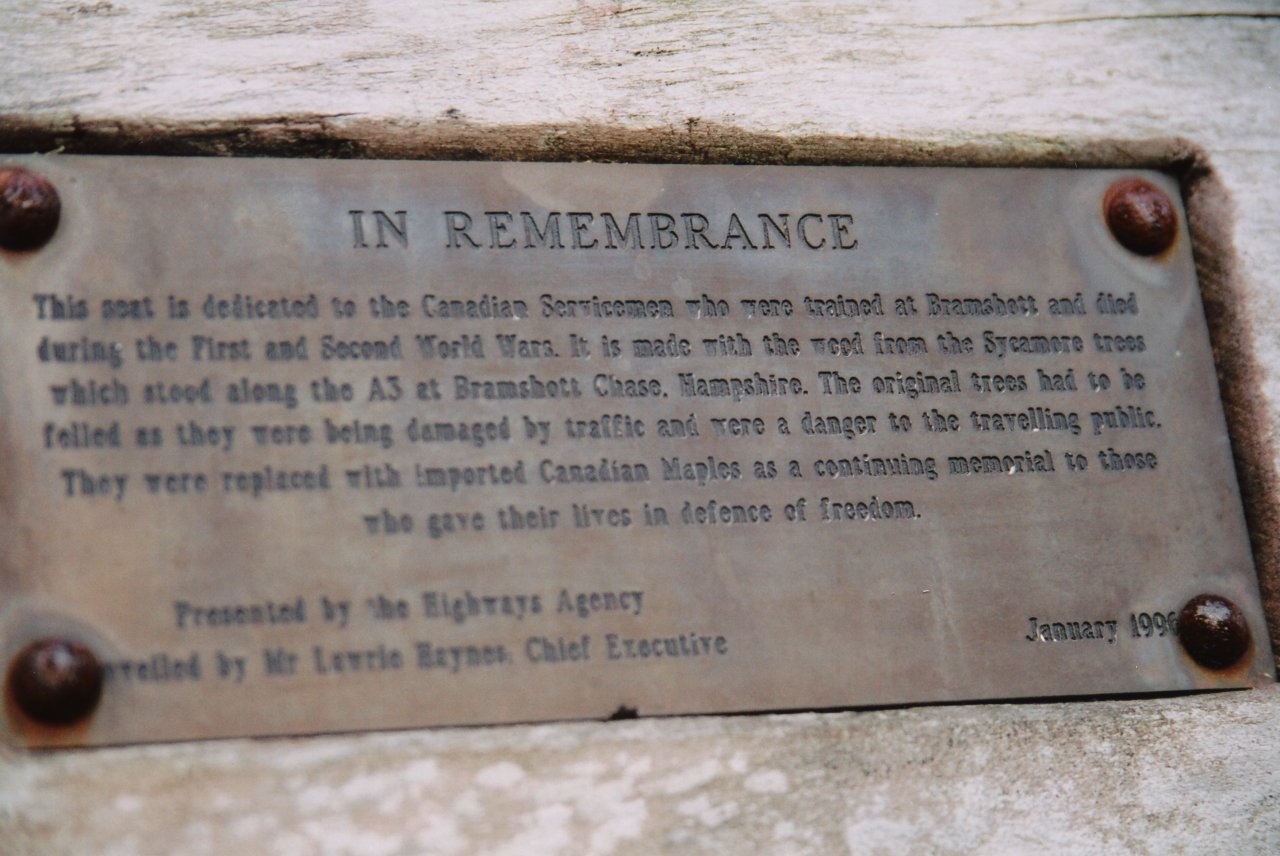 IN REMEMBRANCE
This seat is dedicated to the Canadian Servicemen who were trained at Bramshott and died
during the First and Second World Wars. It is made with the wood from the Sycamore trees
which stood along the A3 at Bramshott Chase, Hampshire. The original trees had to be
felled as they were being damaged by traffic and were a danger to the travelling public.
They were replaced with imported Canadian Maples as a continuing memorial to those
who gave their lives in defence of freedom.
Presented by the Highways Agency
January 1996
by Mr Lawrie Haynes, Chief Executive